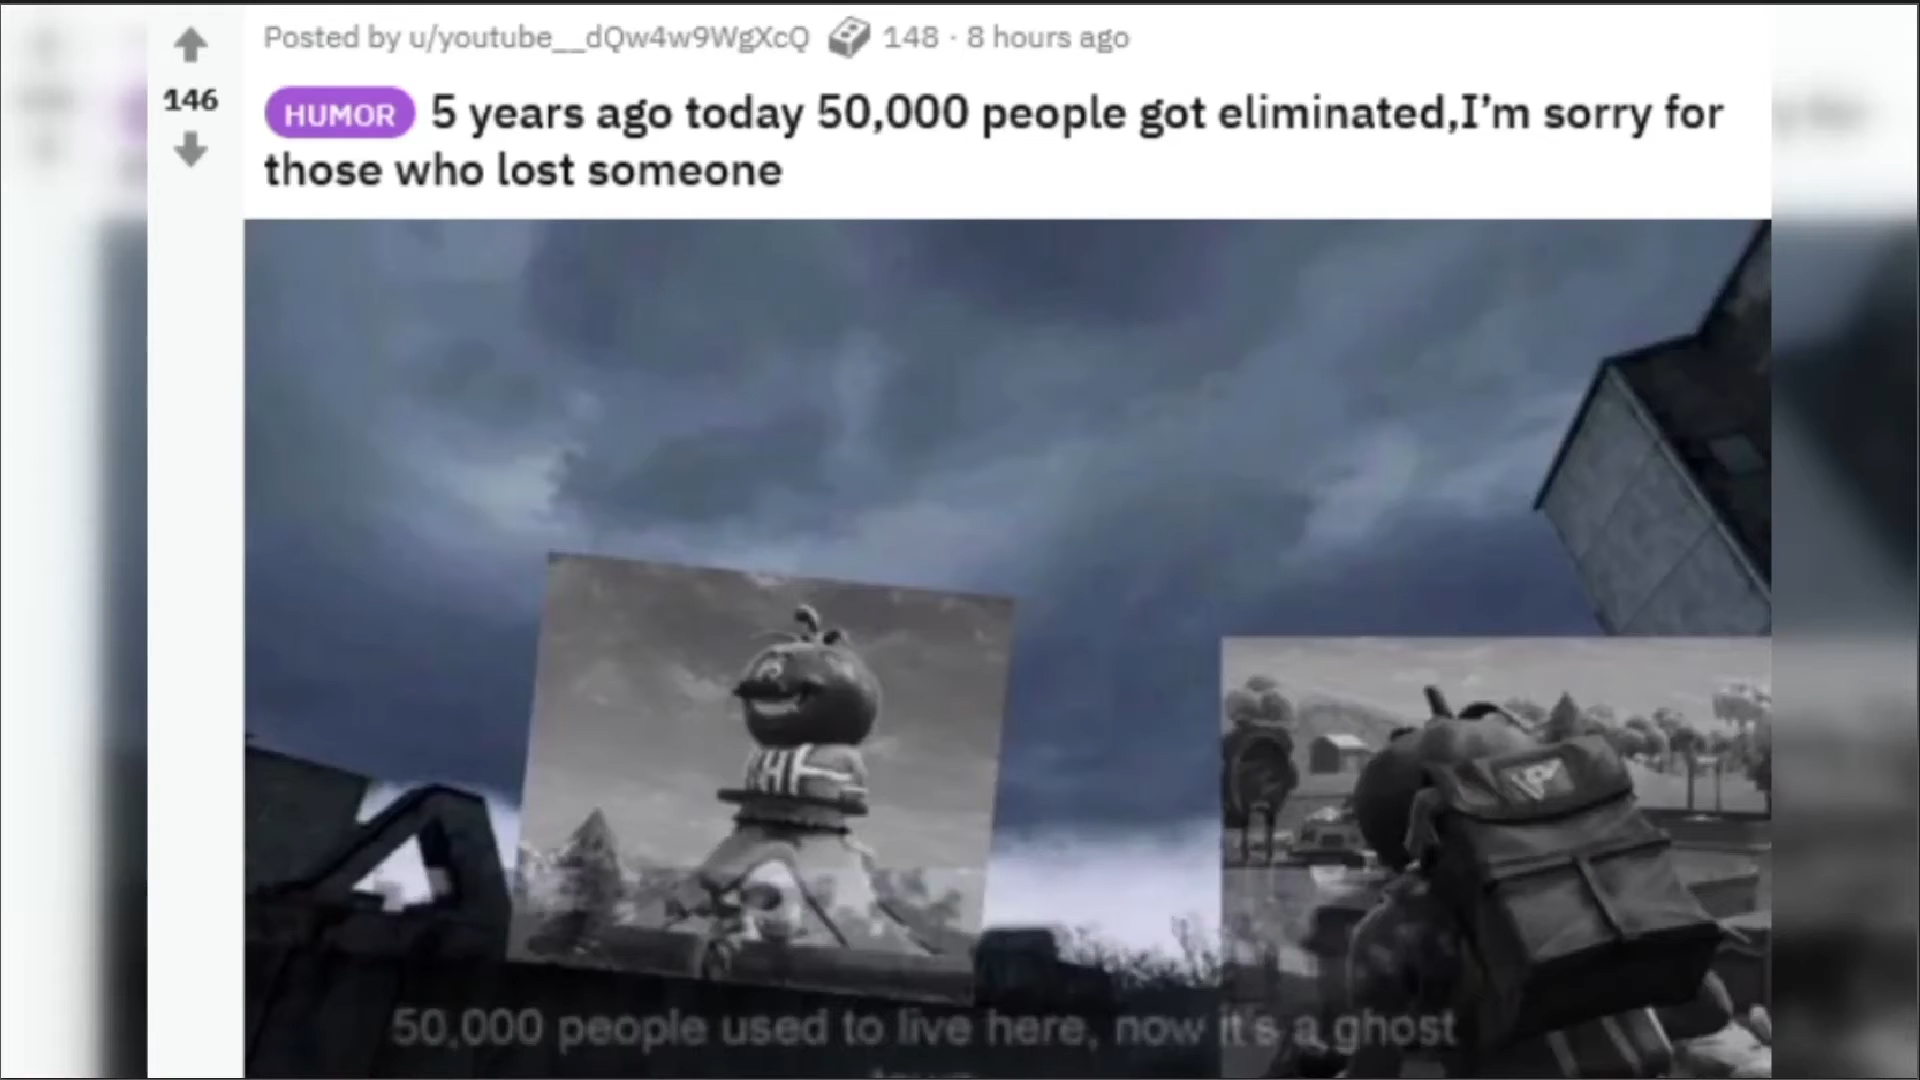 Posted by u/youtube__dQw4w9WgXcQ 148 · 8 hours ago
146
HUMOR 5 years ago today 50,000 people got eliminated,I'm sorry for
those who lost someone
50,000 people used to live here, now it's a ghost